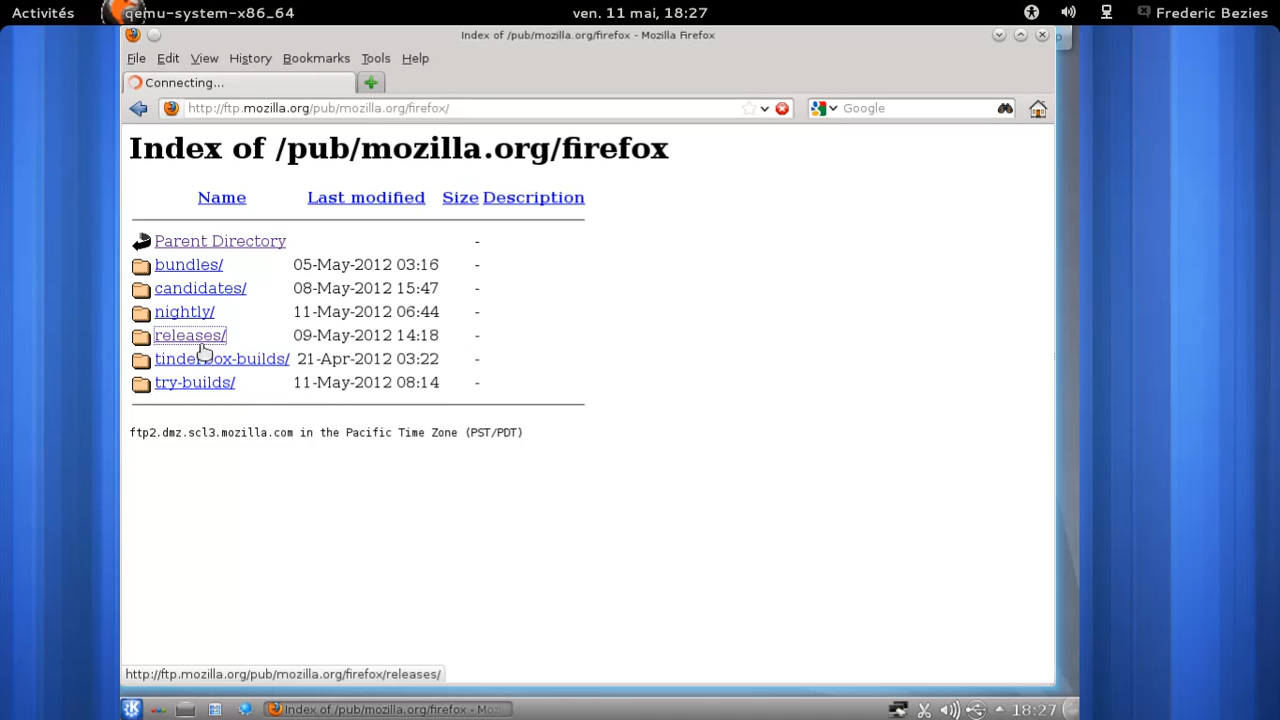 Activités qemu-system-x86_64 ven. 11 mai, 18:27 Frederic Bezies
Index of /pub/mozilla.org/firefox - Mozilla Firefox
File Edit View History Bookmarks Tools Help
Connecting...
http://ftp.mozilla.org/pub/mozilla.org/firefox/ Google
Index of /pub/mozilla.org/firefox
Name Last modified Size Description
Parent Directory -
bundles/ 05-May-2012 03:16 -
candidates/ 08-May-2012 15:47 -
nightly/ 11-May-2012 06:44 -
releases/ 09-May-2012 14:18 -
tinderbox-builds/ 21-Apr-2012 03:22 -
try-builds/ 11-May-2012 08:14 -
ftp2.dmz.scl3.mozilla.com in the Pacific Time Zone (PST/PDT)
http://ftp.mozilla.org/pub/mozilla.org/firefox/releases/
Index of /pub/mozilla.org/firefox - Mo 18:27